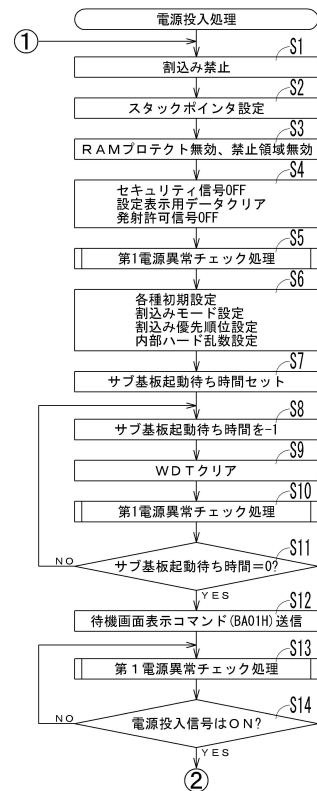 電源投入処理
①
S1
割込み禁止
S2
スタックポインタ設定
S3
RAMプロテクト無効、禁止領域無効
S4
セキュリティ信号OFF
設定表示用データクリア
発射許可信号OFF
S5
第1電源異常チェック処理
S6
各種初期設定
割込みモード設定
割込み優先順位設定
内部ハード乱数設定
S7
サブ基板起動待ち時間セット
S8
サブ基板起動待ち時間を-1
S9
WDTクリア
S10
第1電源異常チェック処理
S11
サブ基板起動待ち時間=0?
NO
YES
S12
待機画面表示コマンド(BA01H)送信
S13
第1電源異常チェック処理
S14
電源投入信号はON?
NO
YES
②